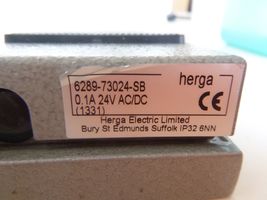 6289-73024-SB herga
0.1A 24V AC/DC CE
(1331)
Herga Electric Limited
Bury St Edmunds Suffolk IP32 6NN